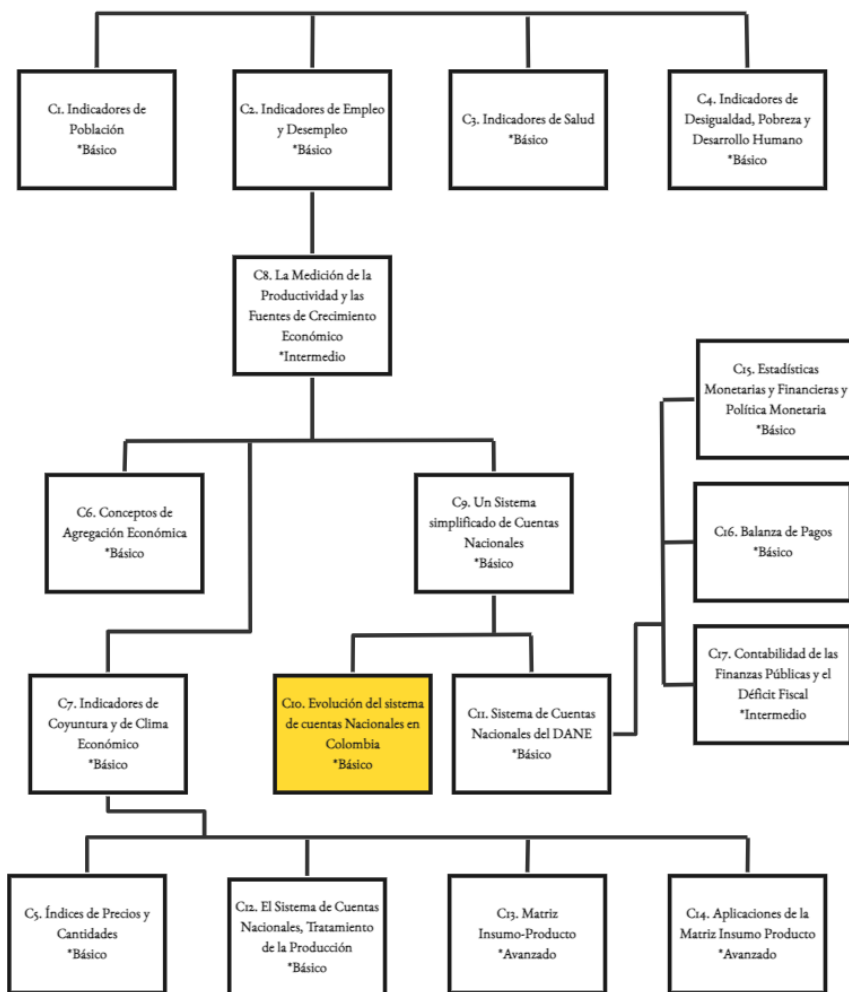 C1. Indicadores de
Población
*Básico
C2. Indicadores de Empleo
y Desempleo
*Básico
C3. Indicadores de Salud
*Básico
C4. Indicadores de
Desigualdad, Pobreza y
Desarrollo Humano
*Básico
C8. La Medición de la
Productividad y las
Fuentes de Crecimiento
Económico
*Intermedio
C15. Estadísticas
Monetarias y Financieras y
Política Monetaria
*Básico
C6. Conceptos de
Agregación Económica
*Básico
C9. Un Sistema
simplificado de Cuentas
Nacionales
*Básico
C16. Balanza de Pagos
*Básico
C17. Contabilidad de las
Finanzas Públicas y el
Déficit Fiscal
*Intermedio
C7. Indicadores de
Coyuntura y de Clima
Económico
*Básico
C10. Evolución del sistema
de cuentas Nacionales en
Colombia
*Básico
C11. Sistema de Cuentas
Nacionales del DANE
*Básico
C5. Índices de Precios y
Cantidades
*Básico
C12. El Sistema de Cuentas
Nacionales, Tratamiento
de la Producción
*Básico
C13. Matriz
Insumo-Producto
*Avanzado
C14. Aplicaciones de la
Matriz Insumo Producto
*Avanzado